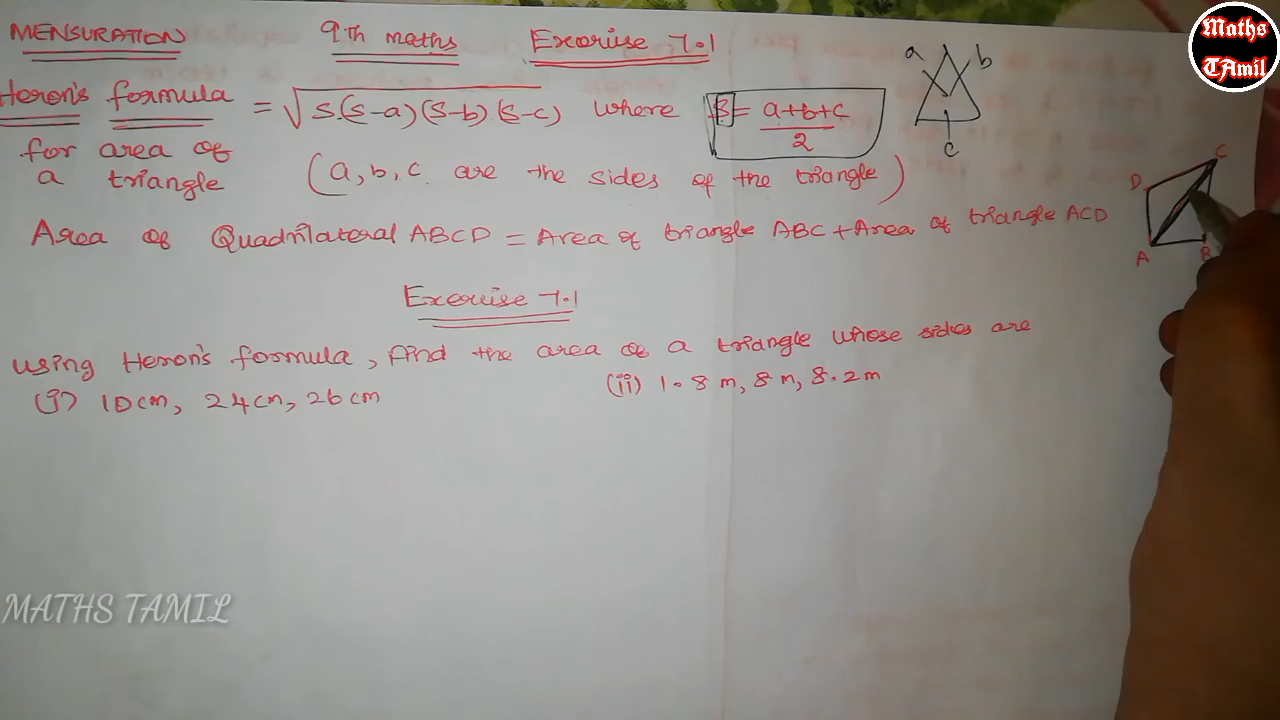 MENSURATION 9th maths Exercise 7.1
Heron's formula = √s(s-a)(s-b)(s-c) where s = a+b+c/2
for area of
a triangle (a, b, c are the sides of the triangle)
Area of Quadrilateral ABCD = Area of triangle ABC + Area of triangle ACD
Exercise 7.1
Using Heron's formula, find the area of a triangle whose sides are
(i) 10cm, 24cm, 26cm (ii) 1.8 m, 8 m, 8.2 m
a b
c
D C
A B
Maths
TAmil
MATHS TAMIL